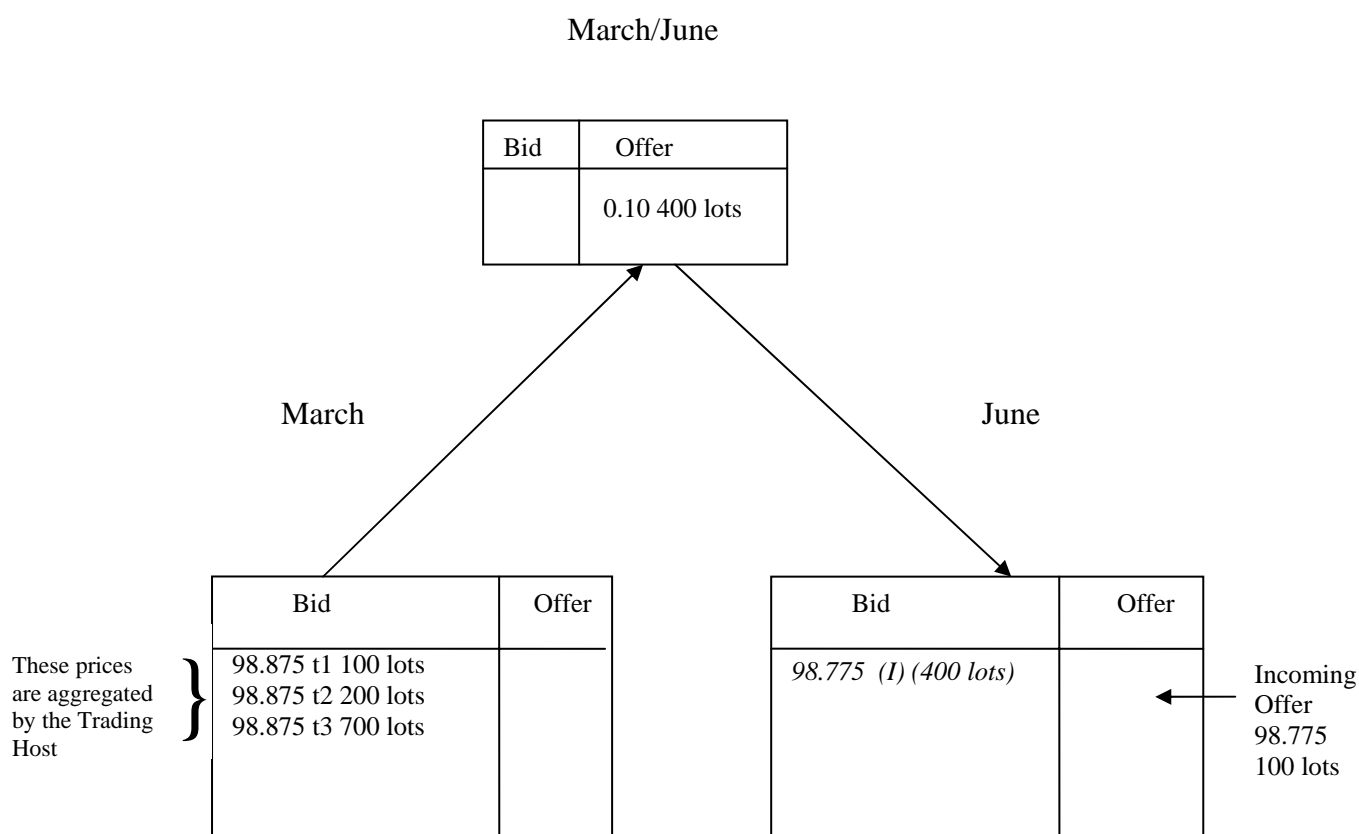 March/June
Bid Offer
0.10 400 lots
March
June
Bid Offer
These prices
are aggregated
by the Trading
Host
98.875 t1 100 lots
98.875 t2 200 lots
98.875 t3 700 lots
Bid Offer
98.775 (I) (400 lots)
Incoming
Offer
98.775
100 lots